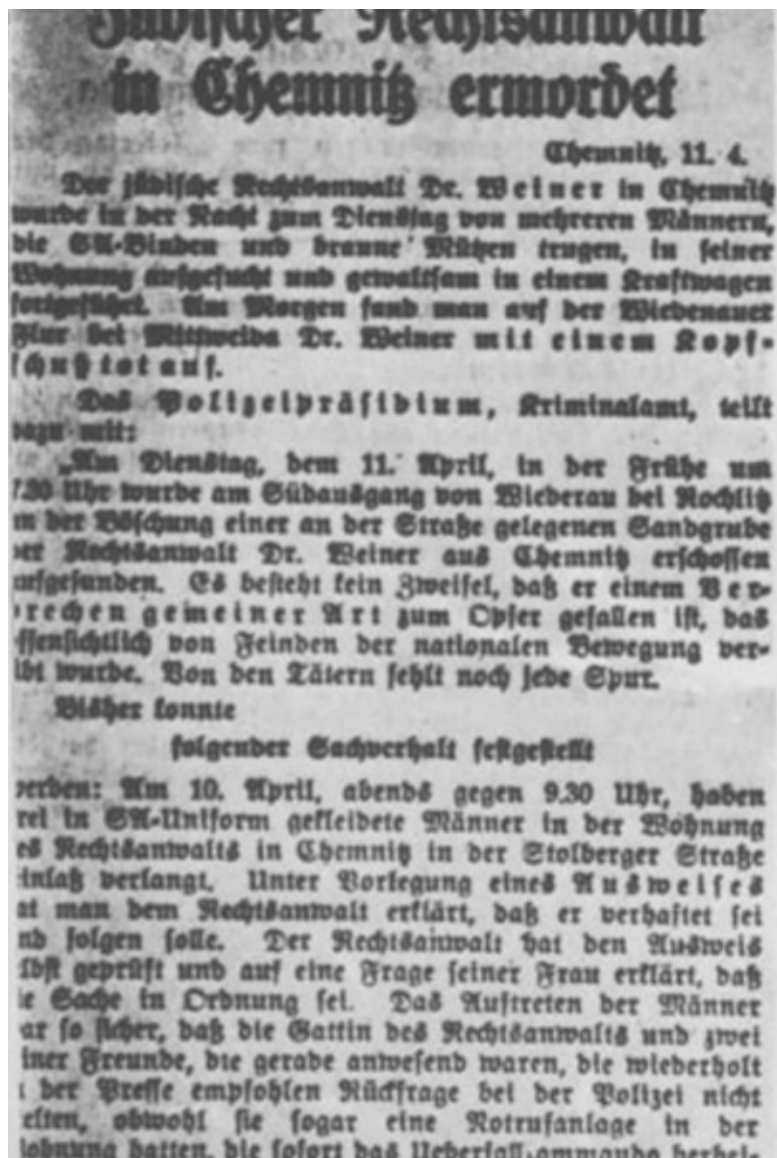 Jüdischer Rechtsanwalt
in Chemnitz ermordet
Chemnitz, 11. 4.
Der jüdische Rechtsanwalt Dr. Weiner in Chemnitz
wurde in der Nacht zum Dienstag von mehreren Männern,
die SA-Binden und braune Mützen trugen, in seiner
Wohnung aufgesucht und gewaltsam in einem Kraftwagen
fortgeführt. Am Morgen fand man auf der Wiedenauer
Flur bei Mittweida Dr. Weiner mit einem Kopf-
schuß tot auf.
Das Polizeipräsidium, Kriminalamt, teilt
dazu mit:
„Am Dienstag, dem 11. April, in der Frühe um
7.30 Uhr wurde am Südausgang von Wiederau bei Rochlitz
in der Böschung einer an der Straße gelegenen Sandgrube
der Rechtsanwalt Dr. Weiner aus Chemnitz erschossen
aufgefunden. Es besteht kein Zweifel, daß er einem Ver-
brechen gemeiner Art zum Opfer gefallen ist, das
offensichtlich von Feinden der nationalen Bewegung ver-
übt wurde. Von den Tätern fehlt noch jede Spur.
Bisher konnte
folgender Sachverhalt festgestellt
werden: Am 10. April, abends gegen 9.30 Uhr, haben
drei in SA-Uniform gekleidete Männer in der Wohnung
des Rechtsanwalts in Chemnitz in der Stolberger Straße
Einlaß verlangt. Unter Vorlegung eines Ausweises
hat man dem Rechtsanwalt erklärt, daß er verhaftet sei
und folgen solle. Der Rechtsanwalt hat den Ausweis
selbst geprüft und auf eine Frage seiner Frau erklärt, daß
die Sache in Ordnung sei. Das Auftreten der Männer
war so sicher, daß die Gattin des Rechtsanwalts und zwei
seiner Freunde, die gerade anwesend waren, die wiederholt
in der Presse empfohlen Rückfrage bei der Polizei nicht
hielten, obwohl sie sogar eine Notrufanlage in der
Wohnung hatten, die sofort das Ueberfallkommando herbei-